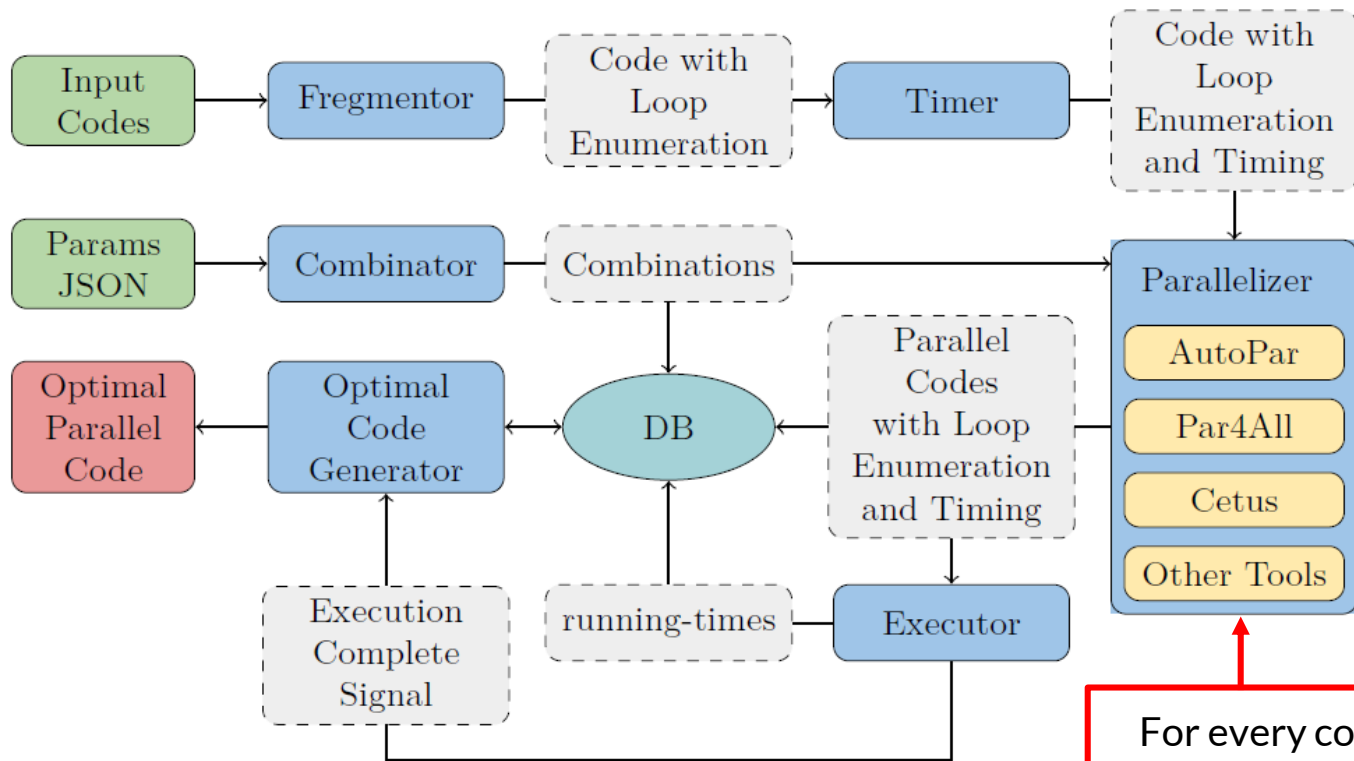 Input
Codes
Fregmentor
Code with
Loop
Enumeration
Timer
Code with
Loop
Enumeration
and Timing
Params
JSON
Combinator
Combinations
Parallelizer
AutoPar
Par4All
Cetus
Other Tools
Optimal
Parallel
Code
Optimal
Code
Generator
DB
Parallel
Codes
with Loop
Enumeration
and Timing
Execution
Complete
Signal
running-times
Executor
For every co